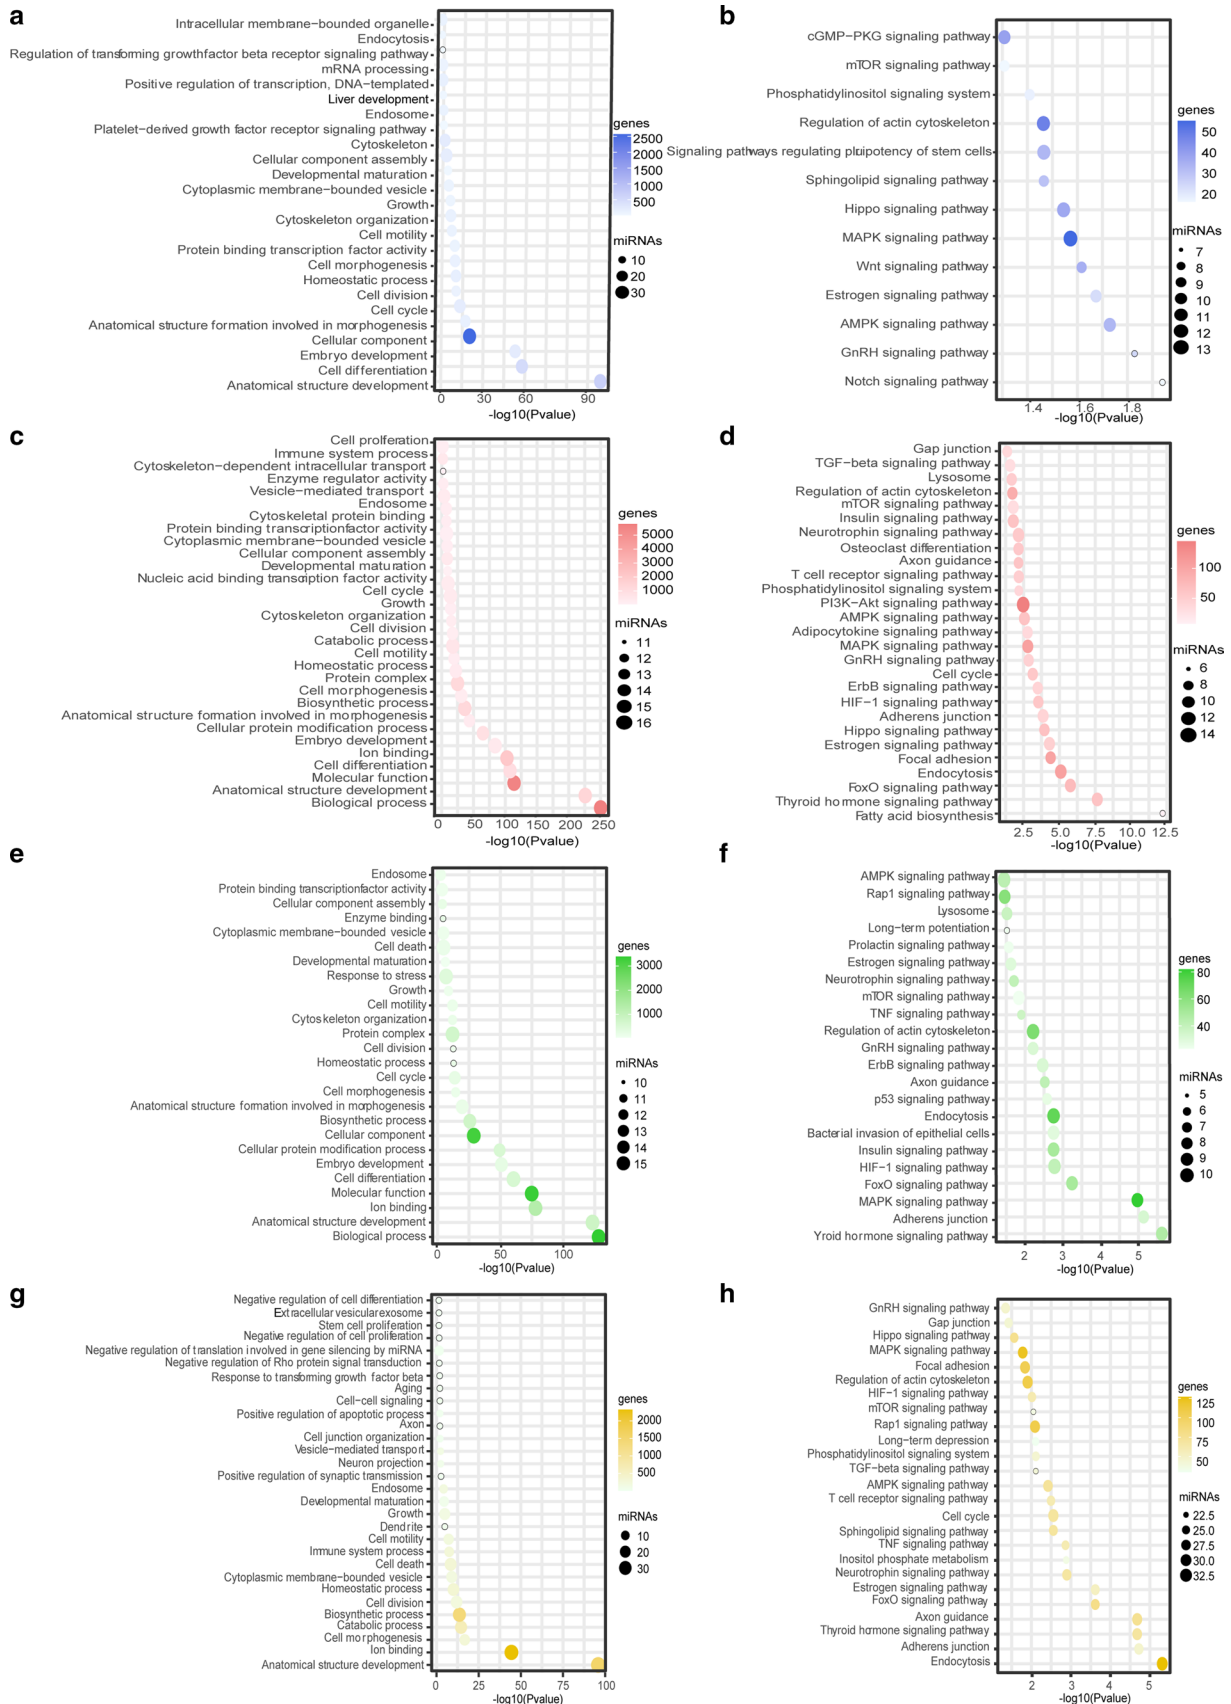 a
Intracellular membrane-bounded organelle
Endocytosis
Regulation of transforming growthfactor beta receptor signaling pathway
mRNA processing
Positive regulation of transcription, DNA-templated
Liver development
Endosome
Platelet-derived growth factor receptor signaling pathway
Cytoskeleton
Cellular component assembly
Developmental maturation
Cytoplasmic membrane-bounded vesicle
Growth
Cytoskeleton organization
Cell motility
Protein binding transcription factor activity
Cell morphogenesis
Homeostatic process
Cell division
Cell cycle
Anatomical structure formation involved in morphogenesis
Cellular component
Embryo development
Cell differentiation
Anatomical structure development
0 30 60 90
-log10(Pvalue)
genes
2500
2000
1500
1000
500
miRNAs
10
20
30
b
cGMP-PKG signaling pathway
mTOR signaling pathway
Phosphatidylinositol signaling system
Regulation of actin cytoskeleton
Signaling pathways regulating pluipotency of stem cells
Sphingolipid signaling pathway
Hippo signaling pathway
MAPK signaling pathway
Wnt signaling pathway
Estrogen signaling pathway
AMPK signaling pathway
GnRH signaling pathway
Notch signaling pathway
1.4 1.6 1.8
-log10(Pvalue)
genes
50
40
30
20
miRNAs
7
8
9
10
11
12
13
c
Cell proliferation
Immune system process
Cytoskeleton-dependent intracellular transport
Enzyme regulator activity
Vesicle-mediated transport
Endosome
Cytoskeletal protein binding
Protein binding transcriptionfactor activity
Cytoplasmic membrane-bounded vesicle
Cellular component assembly
Developmental maturation
Nucleic acid binding transcription factor activity
Cell cycle
Growth
Cytoskeleton organization
Cell division
Catabolic process
Cell motility
Homeostatic process
Protein complex
Cell morphogenesis
Biosynthetic process
Anatomical structure formation involved in morphogenesis
Cellular protein modification process
Embryo development
Ion binding
Cell differentiation
Molecular function
Anatomical structure development
Biological process
0 50 100 150 200 250
-log10(Pvalue)
genes
5000
4000
3000
2000
1000
miRNAs
11
12
13
14
15
16
d
Gap junction
TGF-beta signaling pathway
Lysosome
Regulation of actin cytoskeleton
mTOR signaling pathway
Insulin signaling pathway
Neurotrophin signaling pathway
Osteoclast differentiation
Axon guidance
T cell receptor signaling pathway
Phosphatidylinositol signaling system
PI3K-Akt signaling pathway
AMPK signaling pathway
Adipocytokine signaling pathway
MAPK signaling pathway
GnRH signaling pathway
Cell cycle
ErbB signaling pathway
HIF-1 signaling pathway
Adherens junction
Hippo signaling pathway
Estrogen signaling pathway
Focal adhesion
Endocytosis
FoxO signaling pathway
Thyroid hormone signaling pathway
Fatty acid biosynthesis
2.5 5.0 7.5 10.0 12.5
-log10(Pvalue)
genes
100
50
miRNAs
6
8
10
12
14
e
Endosome
Protein binding transcriptionfactor activity
Cellular component assembly
Enzyme binding
Cytoplasmic membrane-bounded vesicle
Cell death
Developmental maturation
Response to stress
Growth
Cell motility
Cytoskeleton organization
Protein complex
Cell division
Homeostatic process
Cell cycle
Cell morphogenesis
Anatomical structure formation involved in morphogenesis
Biosynthetic process
Cellular component
Cellular protein modification process
Embryo development
Cell differentiation
Molecular function
Ion binding
Anatomical structure development
Biological process
0 50 100
-log10(Pvalue)
genes
3000
2000
1000
miRNAs
10
11
12
13
14
15
f
AMPK signaling pathway
Rap1 signaling pathway
Lysosome
Long-term potentiation
Prolactin signaling pathway
Estrogen signaling pathway
Neurotrophin signaling pathway
mTOR signaling pathway
TNF signaling pathway
Regulation of actin cytoskeleton
GnRH signaling pathway
ErbB signaling pathway
Axon guidance
p53 signaling pathway
Endocytosis
Bacterial invasion of epithelial cells
Insulin signaling pathway
HIF-1 signaling pathway
FoxO signaling pathway
MAPK signaling pathway
Adherens junction
Yroid hormone signaling pathway
2 3 4 5
-log10(Pvalue)
genes
80
60
40
miRNAs
5
6
7
8
9
10
g
Negative regulation of cell differentiation
Extracellular vesicularexosome
Stem cell proliferation
Negative regulation of cell proliferation
Negative regulation of translation involved in gene silencing by miRNA
Negative regulation of Rho protein signal transduction
Response to transforming growth factor beta
Aging
Cell-cell signaling
Positive regulation of apoptotic process
Axon
Cell junction organization
Vesicle-mediated transport
Neuron projection
Positive regulation of synaptic transmission
Endosome
Developmental maturation
Growth
Dendrite
Cell motility
Immune system process
Cell death
Cytoplasmic membrane-bounded vesicle
Homeostatic process
Cell division
Biosynthetic process
Catabolic process
Cell morphogenesis
Ion binding
Anatomical structure development
0 25 50 75 100
-log10(Pvalue)
genes
2000
1500
1000
500
miRNAs
10
20
30
h
GnRH signaling pathway
Gap junction
Hippo signaling pathway
MAPK signaling pathway
Focal adhesion
Regulation of actin cytoskeleton
HIF-1 signaling pathway
mTOR signaling pathway
Rap1 signaling pathway
Long-term depression
Phosphatidylinositol signaling system
TGF-beta signaling pathway
AMPK signaling pathway
T cell receptor signaling pathway
Cell cycle
Sphingolipid signaling pathway
TNF signaling pathway
Inositol phosphate metabolism
Neurotrophin signaling pathway
Estrogen signaling pathway
FoxO signaling pathway
Axon guidance
Thyroid hormone signaling pathway
Adherens junction
Endocytosis
2 3 4 5
-log10(Pvalue)
genes
125
100
75
50
miRNAs
22.5
25.0
27.5
30.0
32.5